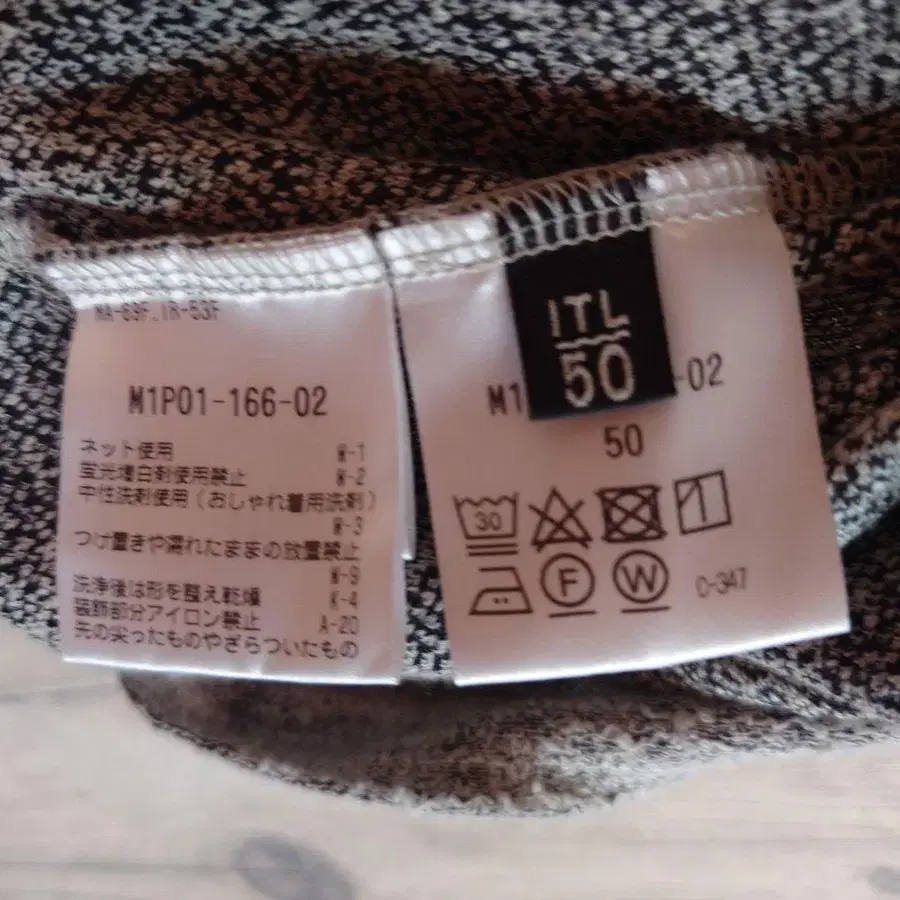 MA-69F.IR-53F
M1P01-166-02
ネット使用 W-1
蛍光増白剤使用禁止 W-2
中性洗剤使用(おしゃれ着用洗剤)
W-3
つけ置きや濡れたままの放置禁止
W-9
洗浄後は形を整え乾燥 K-4
装飾部分アイロン禁止 A-20
先の尖ったものやざらついたもの
ITL
50
M1
-02
50
30
F
W
C-347